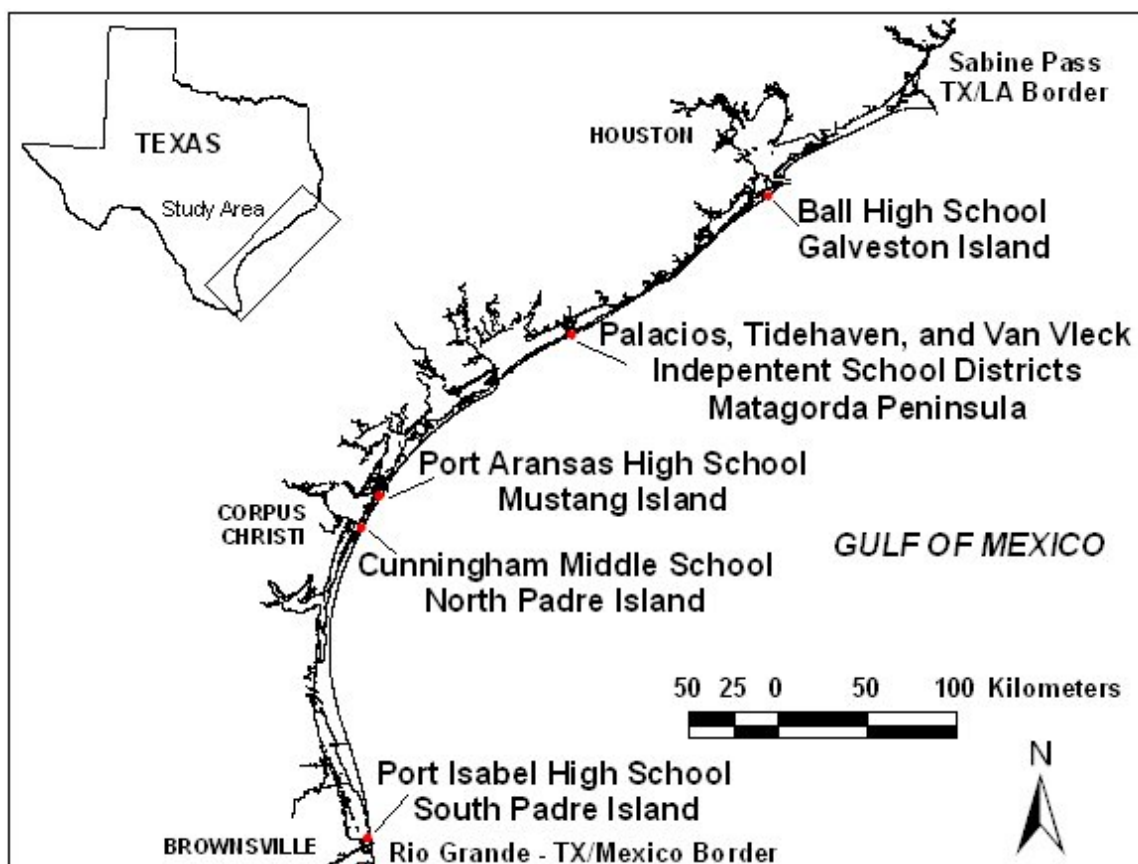 Sabine Pass
TX/LA Border
HOUSTON
TEXAS
Study Area
Ball High School
Galveston Island
Palacios, Tidehaven, and Van Vleck
Indepentent School Districts
Matagorda Peninsula
Port Aransas High School
Mustang Island
CORPUS
CHRISTI
GULF OF MEXICO
Cunningham Middle School
North Padre Island
50 25 0 50 100 Kilometers
N
Port Isabel High School
South Padre Island
BROWNSVILLE
Rio Grande - TX/Mexico Border